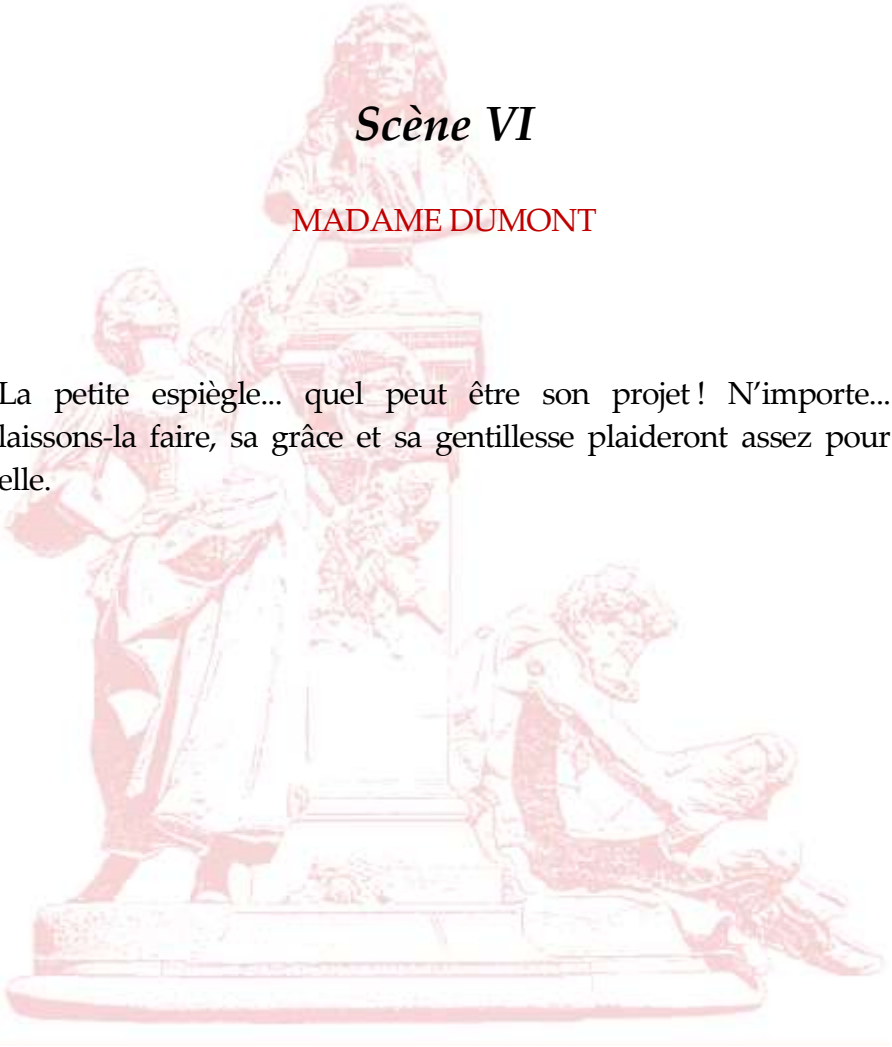 Scène VI
MADAME DUMONT
La petite espiègle... quel peut être son projet ! N’importe...
laissons-la faire, sa grâce et sa gentillesse plaideront assez pour
elle.